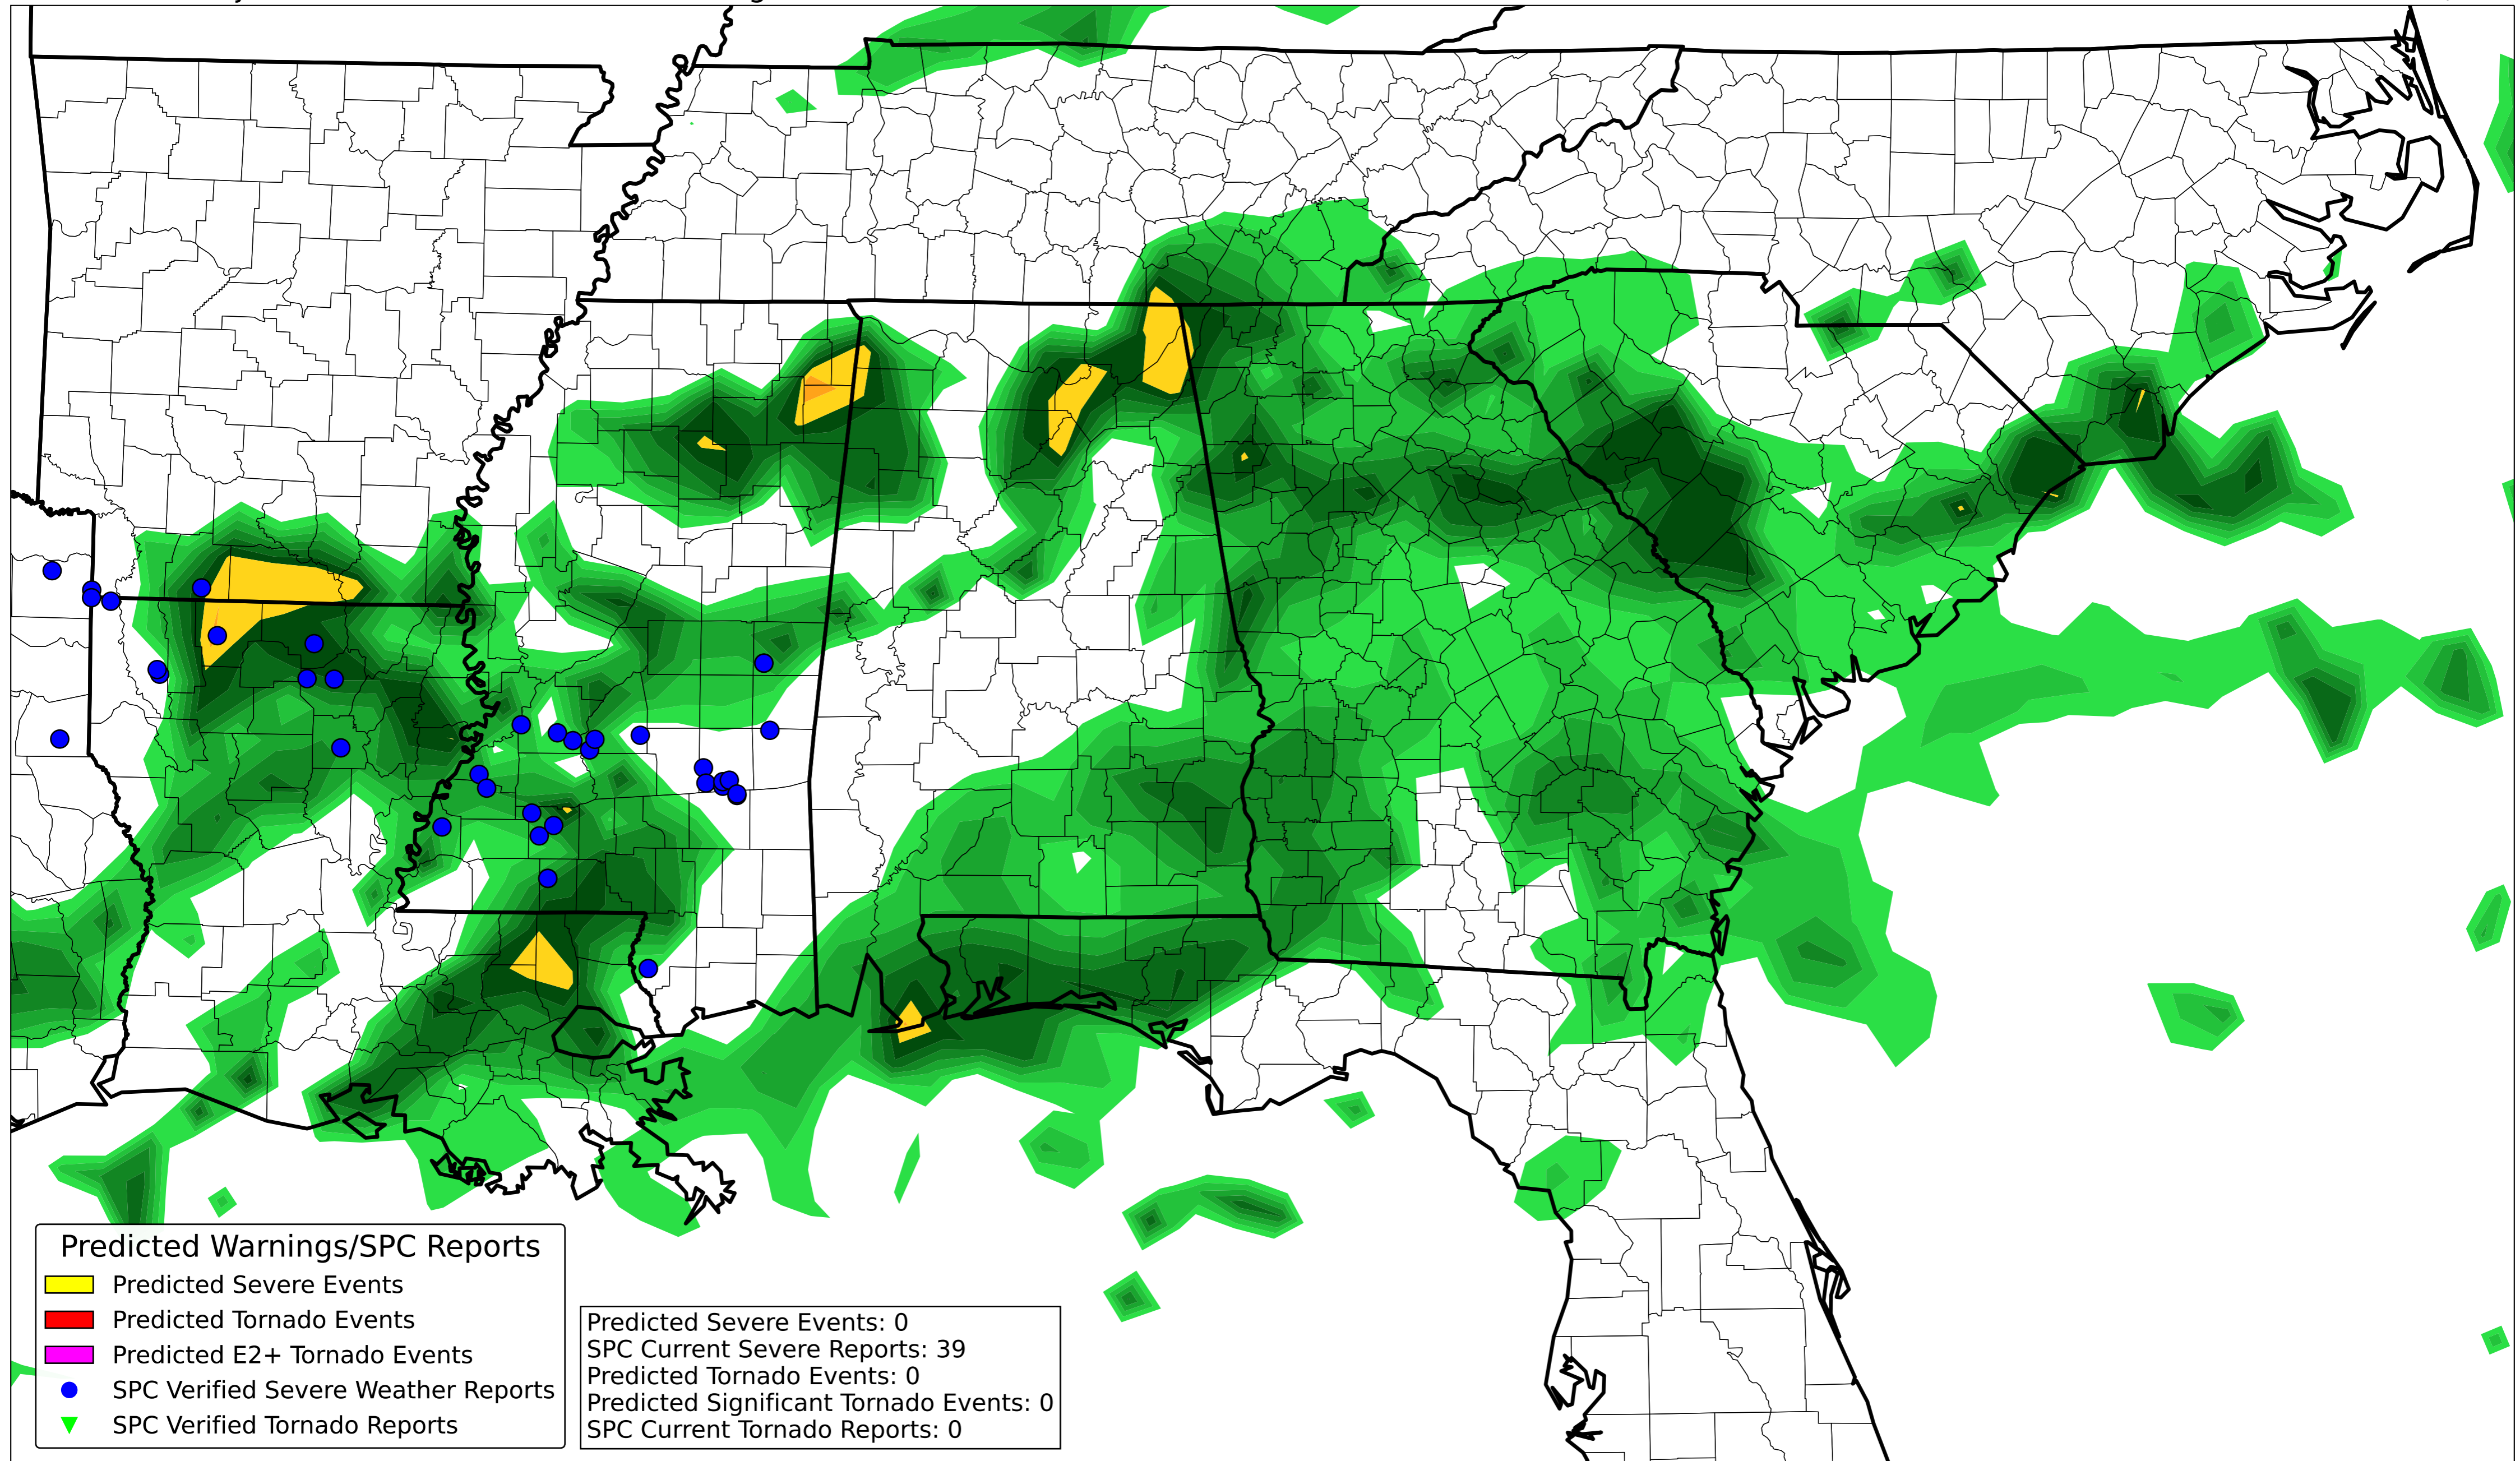 Predicted Warnings/SPC Reports
Predicted Severe Events
Predicted Tornado Events
Predicted E2+ Tornado Events
SPC Verified Severe Weather Reports
SPC Verified Tornado Reports
Predicted Severe Events: 0
SPC Current Severe Reports: 39
Predicted Tornado Events: 0
Predicted Significant Tornado Events: 0
SPC Current Tornado Reports: 0